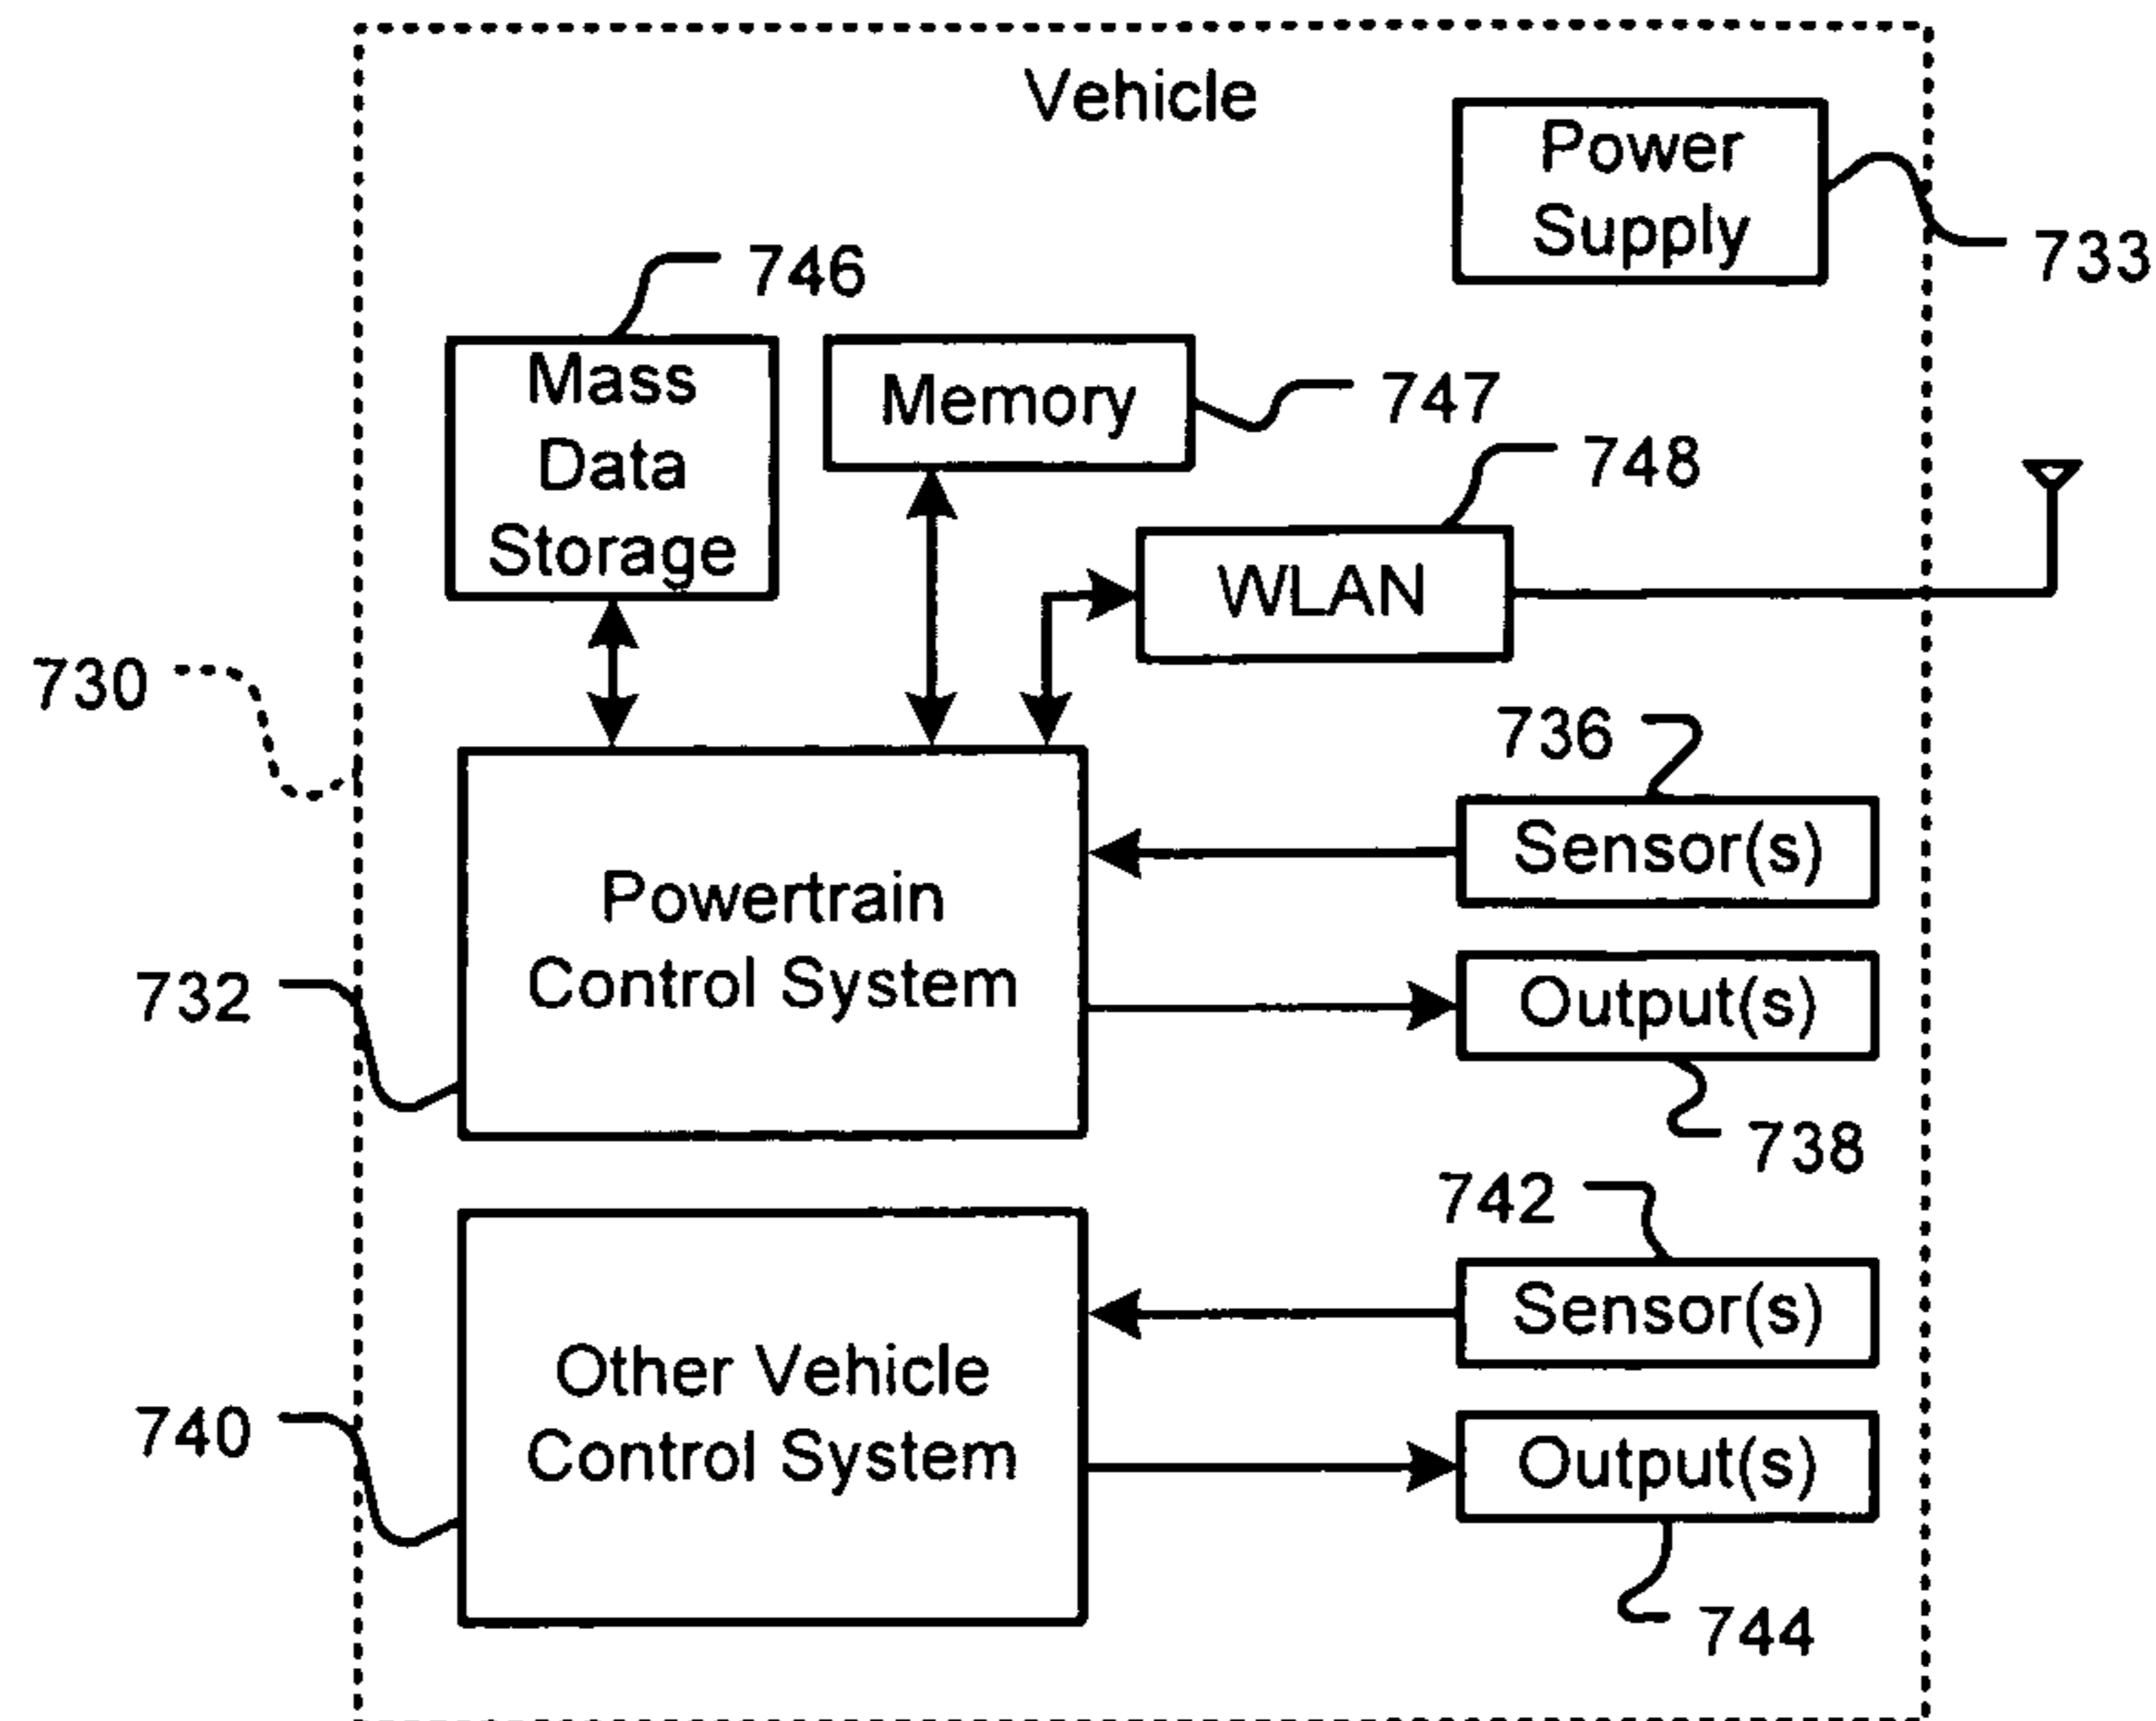 Vehicle
Power
Supply
733
746
Mass
Data
Storage
Memory
747
748
WLAN
730
736
Sensor(s)
Powertrain
Control System
732
Output(s)
738
742
Sensor(s)
Other Vehicle
Control System
740
Output(s)
744